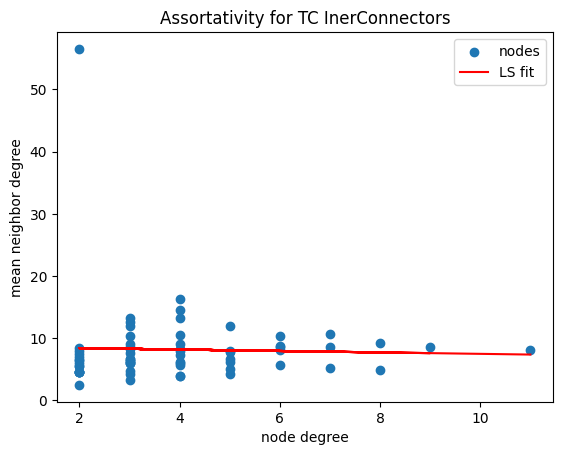 Assortativity for TC InerConnectors
nodes
LS fit
mean neighbor degree
50
40
30
20
10
0
2
4
6
8
10
node degree